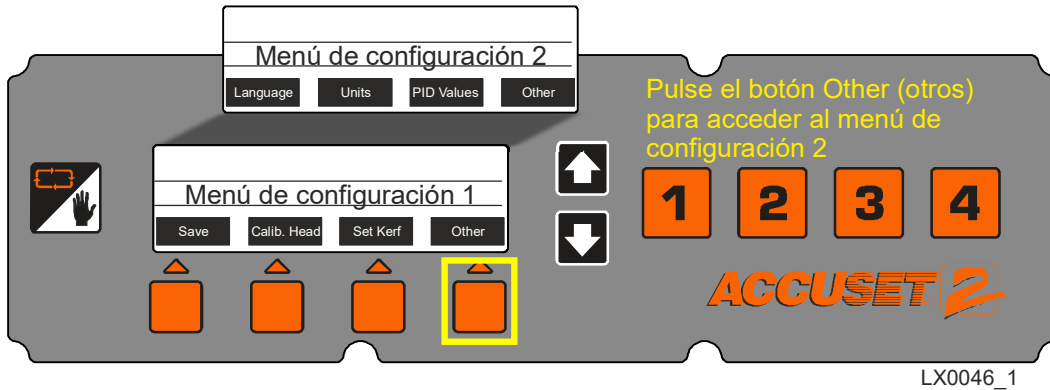 Menú de configuración 2
Language Units PID Values Other
Pulse el botón Other (otros)
para acceder al menú de
configuración 2
Menú de configuración 1
Save Calib. Head Set Kerf Other
1 2 3 4
ACCUSET 2
LX0046_1